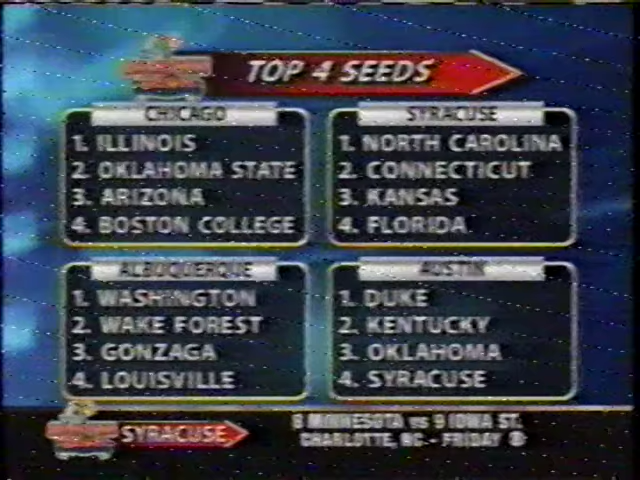 TOP 4 SEEDS
CHICAGO
1. ILLINOIS
2. OKLAHOMA STATE
3. ARIZONA
4. BOSTON COLLEGE
SYRACUSE
1. NORTH CAROLINA
2. CONNECTICUT
3. KANSAS
4. FLORIDA
ALBUQUERQUE
1. WASHINGTON
2. WAKE FOREST
3. GONZAGA
4. LOUISVILLE
AUSTIN
1. DUKE
2. KENTUCKY
3. OKLAHOMA
4. SYRACUSE
SYRACUSE
8 MINNESOTA vs 9 IOWA ST.
CHARLOTTE, NC - FRIDAY